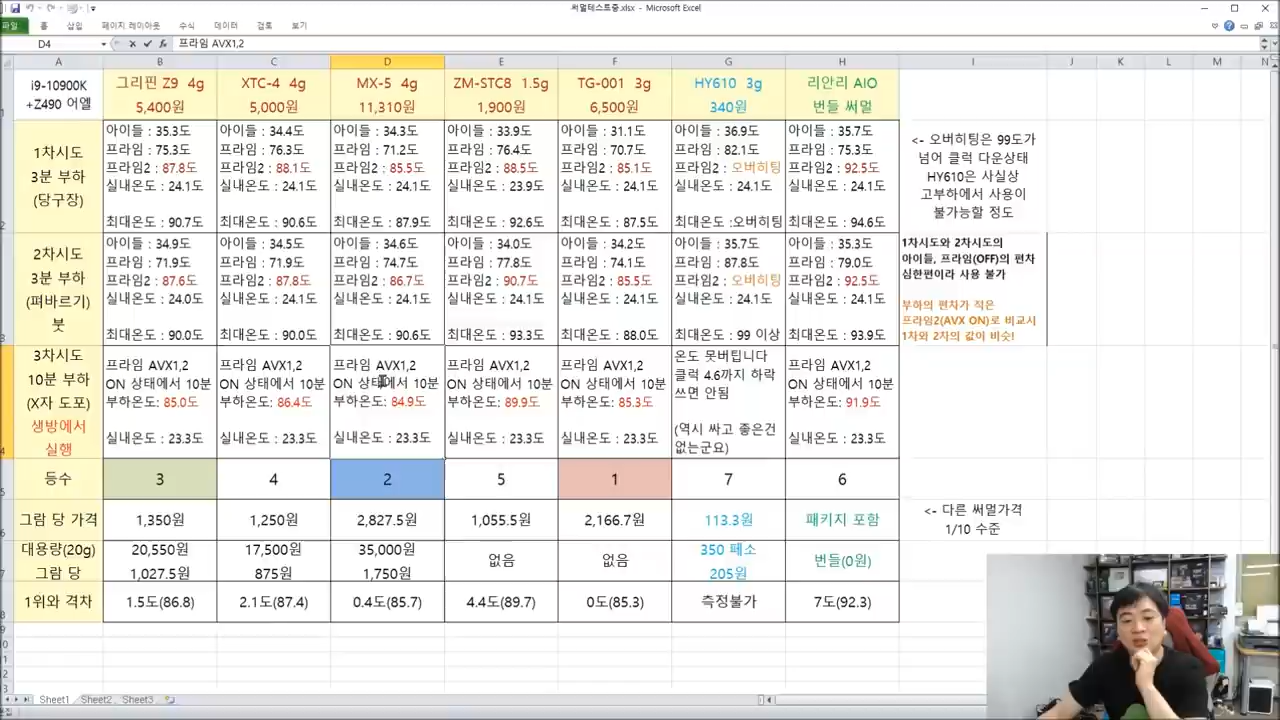 써멀테스트중.xlsx - Microsoft Excel
파일 홈 삽입 페이지 레이아웃 수식 데이터 검토 보기
D4 프라임 AVX1,2
A B C D E F G H I J K L M N
i9-10900K
+Z490 어엘
그리핀 Z9 4g
5,400원
XTC-4 4g
5,000원
MX-5 4g
11,310원
ZM-STC8 1.5g
1,900원
TG-001 3g
6,500원
HY610 3g
340원
리안리 AIO
번들 써멀
1차시도
3분 부하
(당구장)
아이들 : 35.3도
프라임 : 75.3도
프라임2 : 87.8도
실내온도 : 24.1도
최대온도 : 90.7도
아이들 : 34.4도
프라임 : 76.3도
프라임2 : 88.1도
실내온도 : 24.1도
최대온도 : 90.6도
아이들 : 34.3도
프라임 : 71.2도
프라임2 : 85.5도
실내온도 : 24.1도
최대온도 : 87.9도
아이들 : 33.9도
프라임 : 76.4도
프라임2 : 88.5도
실내온도 : 23.9도
최대온도 : 92.6도
아이들 : 31.1도
프라임 : 70.7도
프라임2 : 85.1도
실내온도 : 24.1도
최대온도 : 87.5도
아이들 : 36.9도
프라임 : 82.1도
프라임2 : 오버히팅
실내온도 : 24.1도
최대온도 :오버히팅
아이들 : 35.7도
프라임 : 75.3도
프라임2 : 92.5도
실내온도 : 24.1도
최대온도 : 94.6도
<- 오버히팅은 99도가
넘어 클럭 다운상태
HY610은 사실상
고부하에서 사용이
불가능할 정도
2차시도
3분 부하
(펴바르기)
붓
아이들 : 34.9도
프라임 : 71.9도
프라임2 : 87.6도
실내온도 : 24.0도
최대온도 : 90.0도
아이들 : 34.5도
프라임 : 71.9도
프라임2 : 87.8도
실내온도 : 24.1도
최대온도 : 90.0도
아이들 : 34.6도
프라임 : 74.7도
프라임2 : 86.7도
실내온도 : 24.1도
최대온도 : 90.6도
아이들 : 34.0도
프라임 : 77.8도
프라임2 : 90.7도
실내온도 : 24.1도
최대온도 : 93.3도
아이들 : 34.2도
프라임 : 74.1도
프라임2 : 85.5도
실내온도 : 24.1도
최대온도 : 88.0도
아이들 : 35.7도
프라임 : 87.8도
프라임2 : 오버히팅
실내온도 : 24.1도
최대온도 : 99 이상
아이들 : 35.3도
프라임 : 79.0도
프라임2 : 92.5도
실내온도 : 24.1도
최대온도 : 93.9도
1차시도와 2차시도의
아이들, 프라임(OFF)의 편차
심한편이라 사용 불가
부하의 편차가 적은
프라임2(AVX ON)로 비교시
1차와 2차의 값이 비슷!
3차시도
10분 부하
(X자 도포)
생방에서
실행
프라임 AVX1,2
ON 상태에서 10분
부하온도: 85.0도
실내온도 : 23.3도
프라임 AVX1,2
ON 상태에서 10분
부하온도: 86.4도
실내온도 : 23.3도
프라임 AVX1,2
ON 상태에서 10분
부하온도: 84.9도
실내온도 : 23.3도
프라임 AVX1,2
ON 상태에서 10분
부하온도: 89.9도
실내온도 : 23.3도
프라임 AVX1,2
ON 상태에서 10분
부하온도: 85.3도
실내온도 : 23.3도
온도 못버팁니다
클럭 4.6까지 하락
쓰면 안됨
(역시 싸고 좋은건
없는군요)
프라임 AVX1,2
ON 상태에서 10분
부하온도: 91.9도
실내온도 : 23.3도
등수 3 4 2 5 1 7 6
그람 당 가격 1,350원 1,250원 2,827.5원 1,055.5원 2,166.7원 113.3원 패키지 포함
<- 다른 써멀가격
1/10 수준
대용량(20g)
그람 당
20,550원
1,027.5원
17,500원
875원
35,000원
1,750원
없음
없음
350 페소
205원
번들(0원)
1위와 격차 1.5도(86.8) 2.1도(87.4) 0.4도(85.7) 4.4도(89.7) 0도(85.3) 측정불가 7도(92.3)
Sheet1 Sheet2 Sheet3